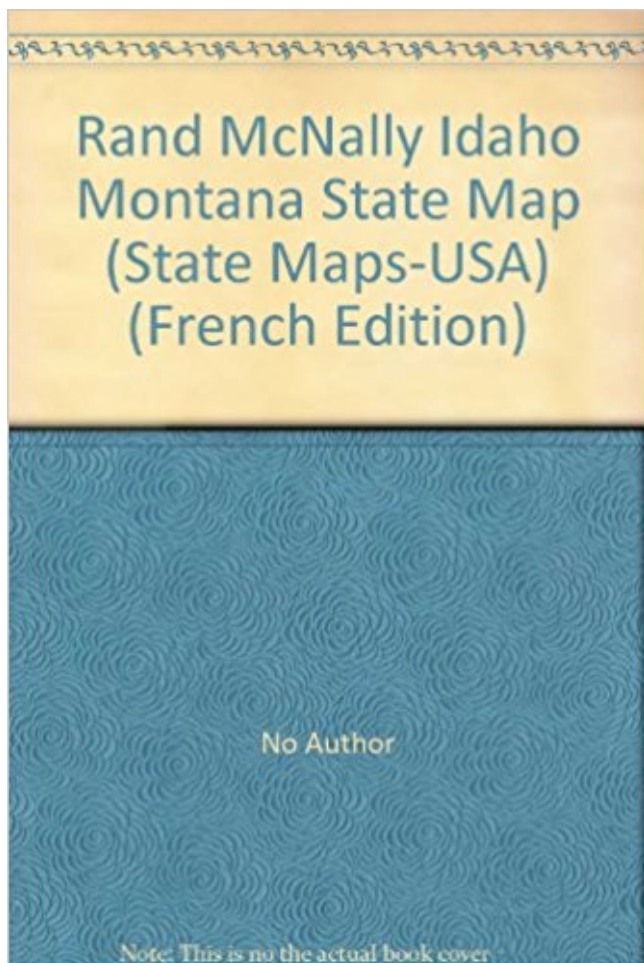 Rand McNally Idaho
Montana State Map
(State Maps-USA)
(French Edition)
No Author
Note: This is no the actual book cover